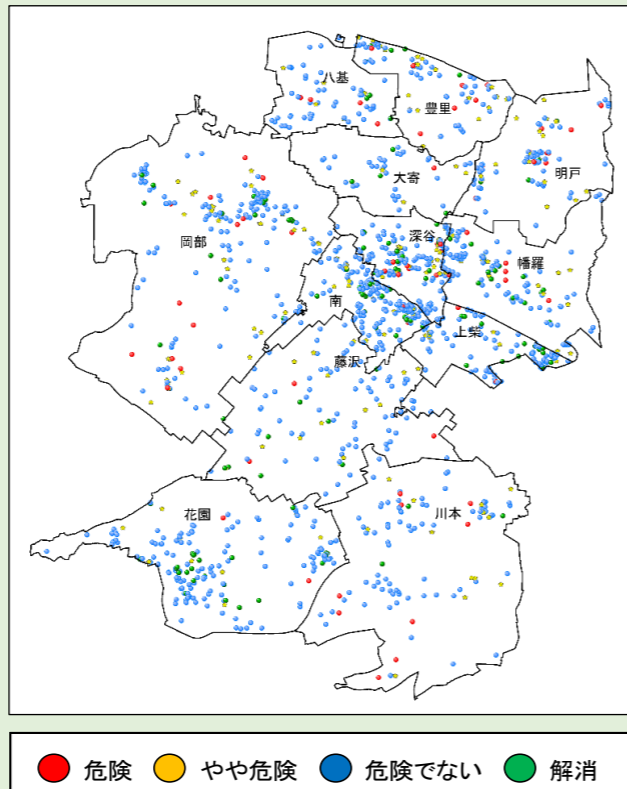 八基
豊里
大寄
明戸
岡部
深谷
幡羅
南
上柴
藤沢
花園
川本
危険 やや危険 危険でない 解消